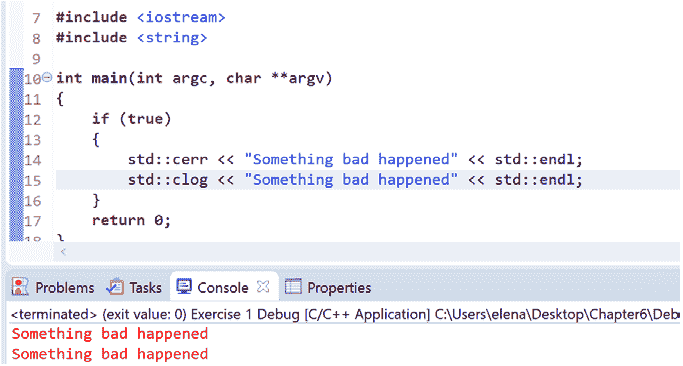 7 #include <iostream>
8 #include <string>
9
10 int main(int argc, char **argv)
11 {
12 if (true)
13 {
14 std::cerr << "Something bad happened" << std::endl;
15 std::clog << "Something bad happened" << std::endl;
16 }
17 return 0;
18 }
Problems Tasks Console Properties
<terminated> (exit value: 0) Exercise 1 Debug [C/C++ Application] C:\Users\elena\Desktop\Chapter6\Deb
Something bad happened
Something bad happened